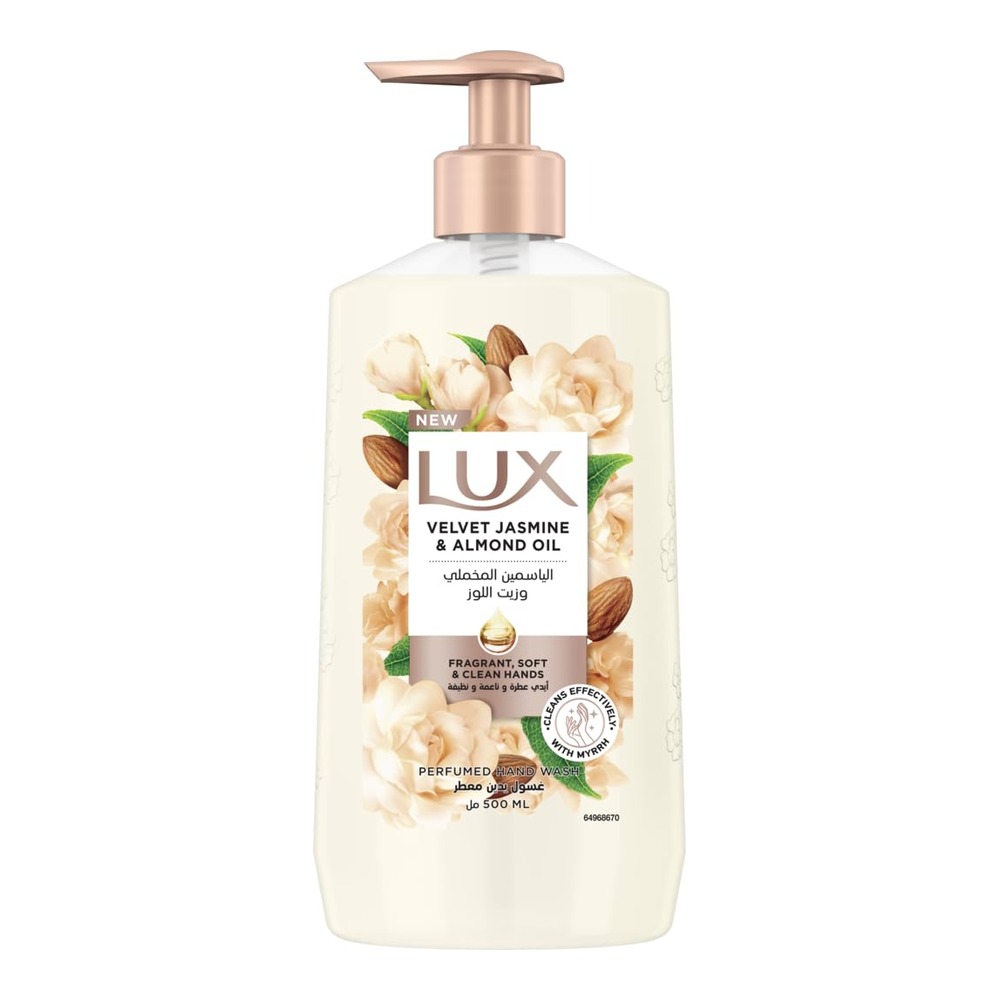 NEW
LUX
VELVET JASMINE
& ALMOND OIL
الياسمين المخملي
وزيت اللوز
FRAGRANT, SOFT
& CLEAN HANDS
أيدي عطرة و ناعمة و نظيفة
• CLEANS EFFECTIVELY •
WITH MYRRH
PERFUMED HAND WASH
غسول يدين معطر
500 ML مل
64968670